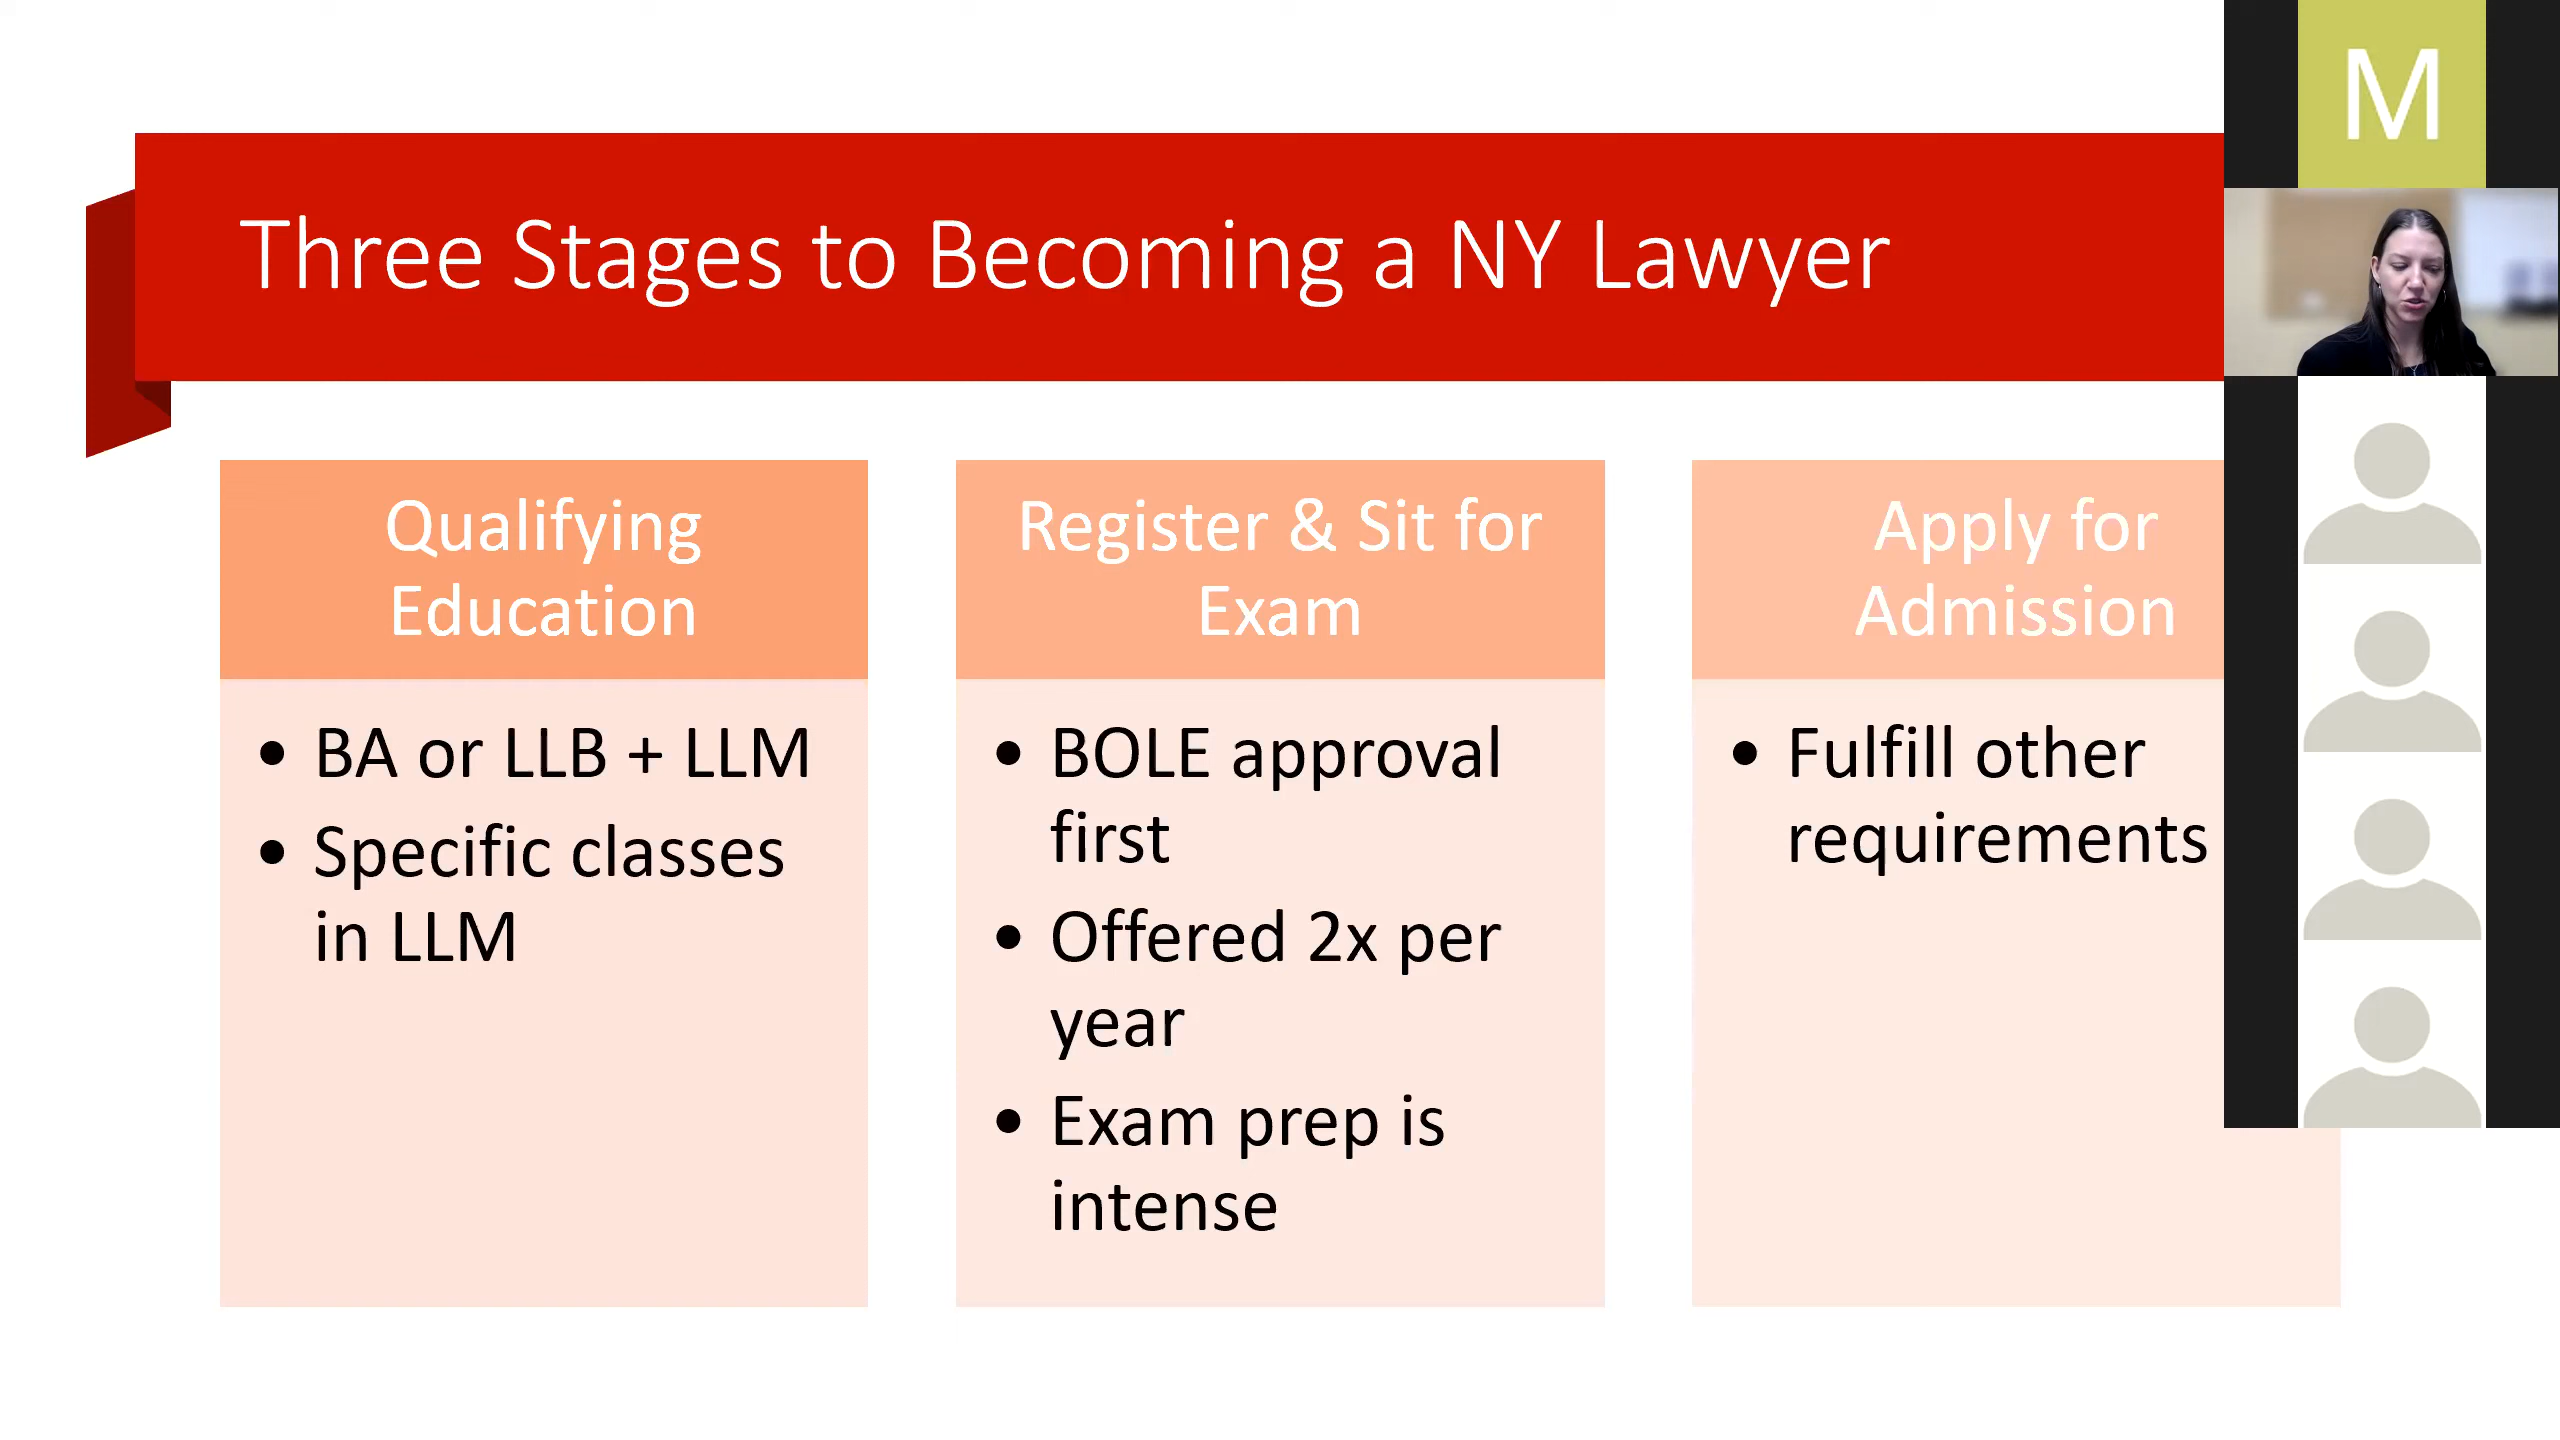 Three Stages to Becoming a NY Lawyer
M
Qualifying
Education
• BA or LLB + LLM
• Specific classes
in LLM
Register & Sit for
Exam
• BOLE approval
first
• Offered 2x per
year
• Exam prep is
intense
Apply for
Admission
• Fulfill other
requirements